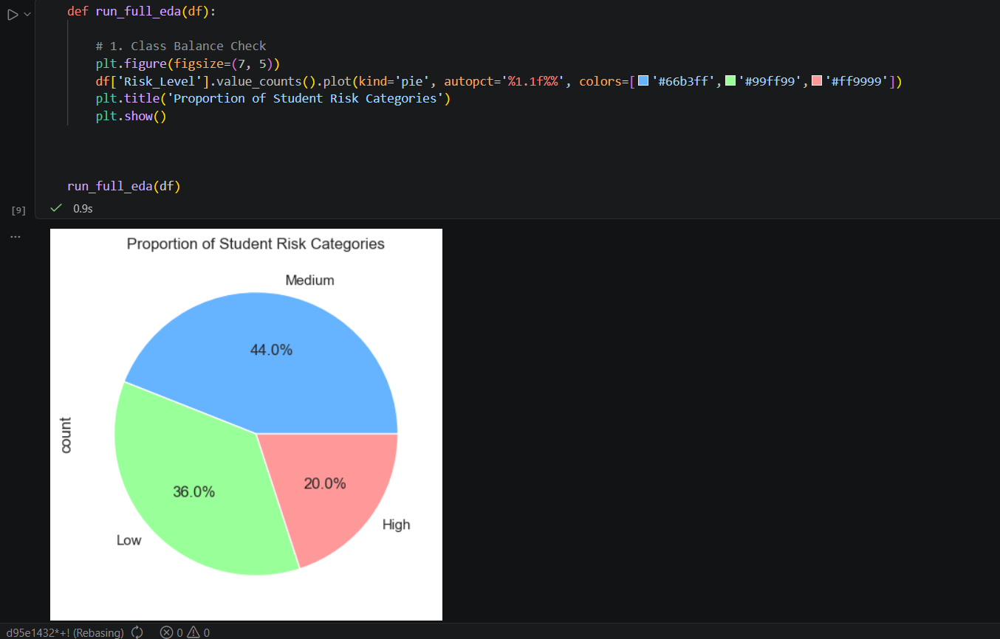 def run_full_eda(df):
# 1. Class Balance Check
plt.figure(figsize=(7, 5))
df['Risk_Level'].value_counts().plot(kind='pie', autopct='%1.1f%%', colors=['#66b3ff','#99ff99','#ff9999'])
plt.title('Proportion of Student Risk Categories')
plt.show()
run_full_eda(df)
[9]
0.9s
...
Proportion of Student Risk Categories
Medium
44.0%
count
36.0%
20.0%
High
Low
d95e1432*+! (Rebasing) 0 0